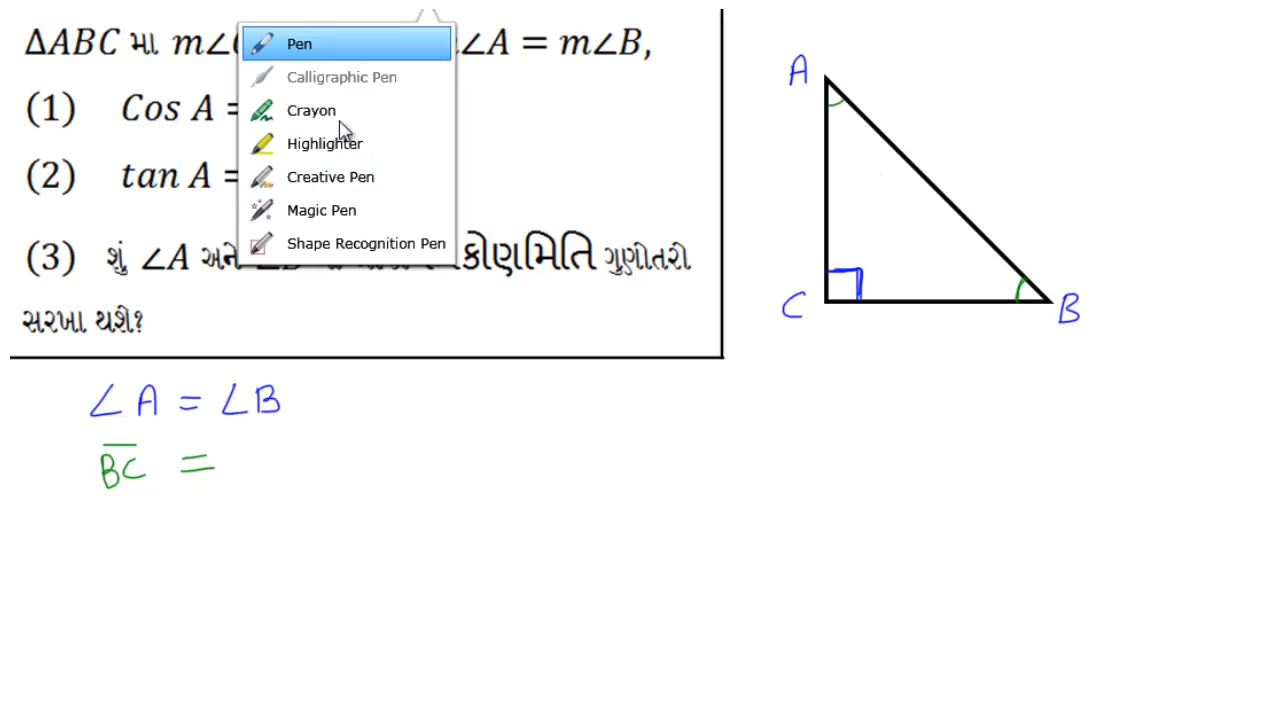 ΔABC મા m∠ ∠A = m∠B,
(1) Cos A =
(2) tan A =
(3) શું ∠A અને ત્રિકોણમિતિ ગુણોતરો
સરખા થશે?
Pen
Calligraphic Pen
Crayon
Highlighter
Creative Pen
Magic Pen
Shape Recognition Pen
A
C
B
∠A = ∠B
B̅C̅ =